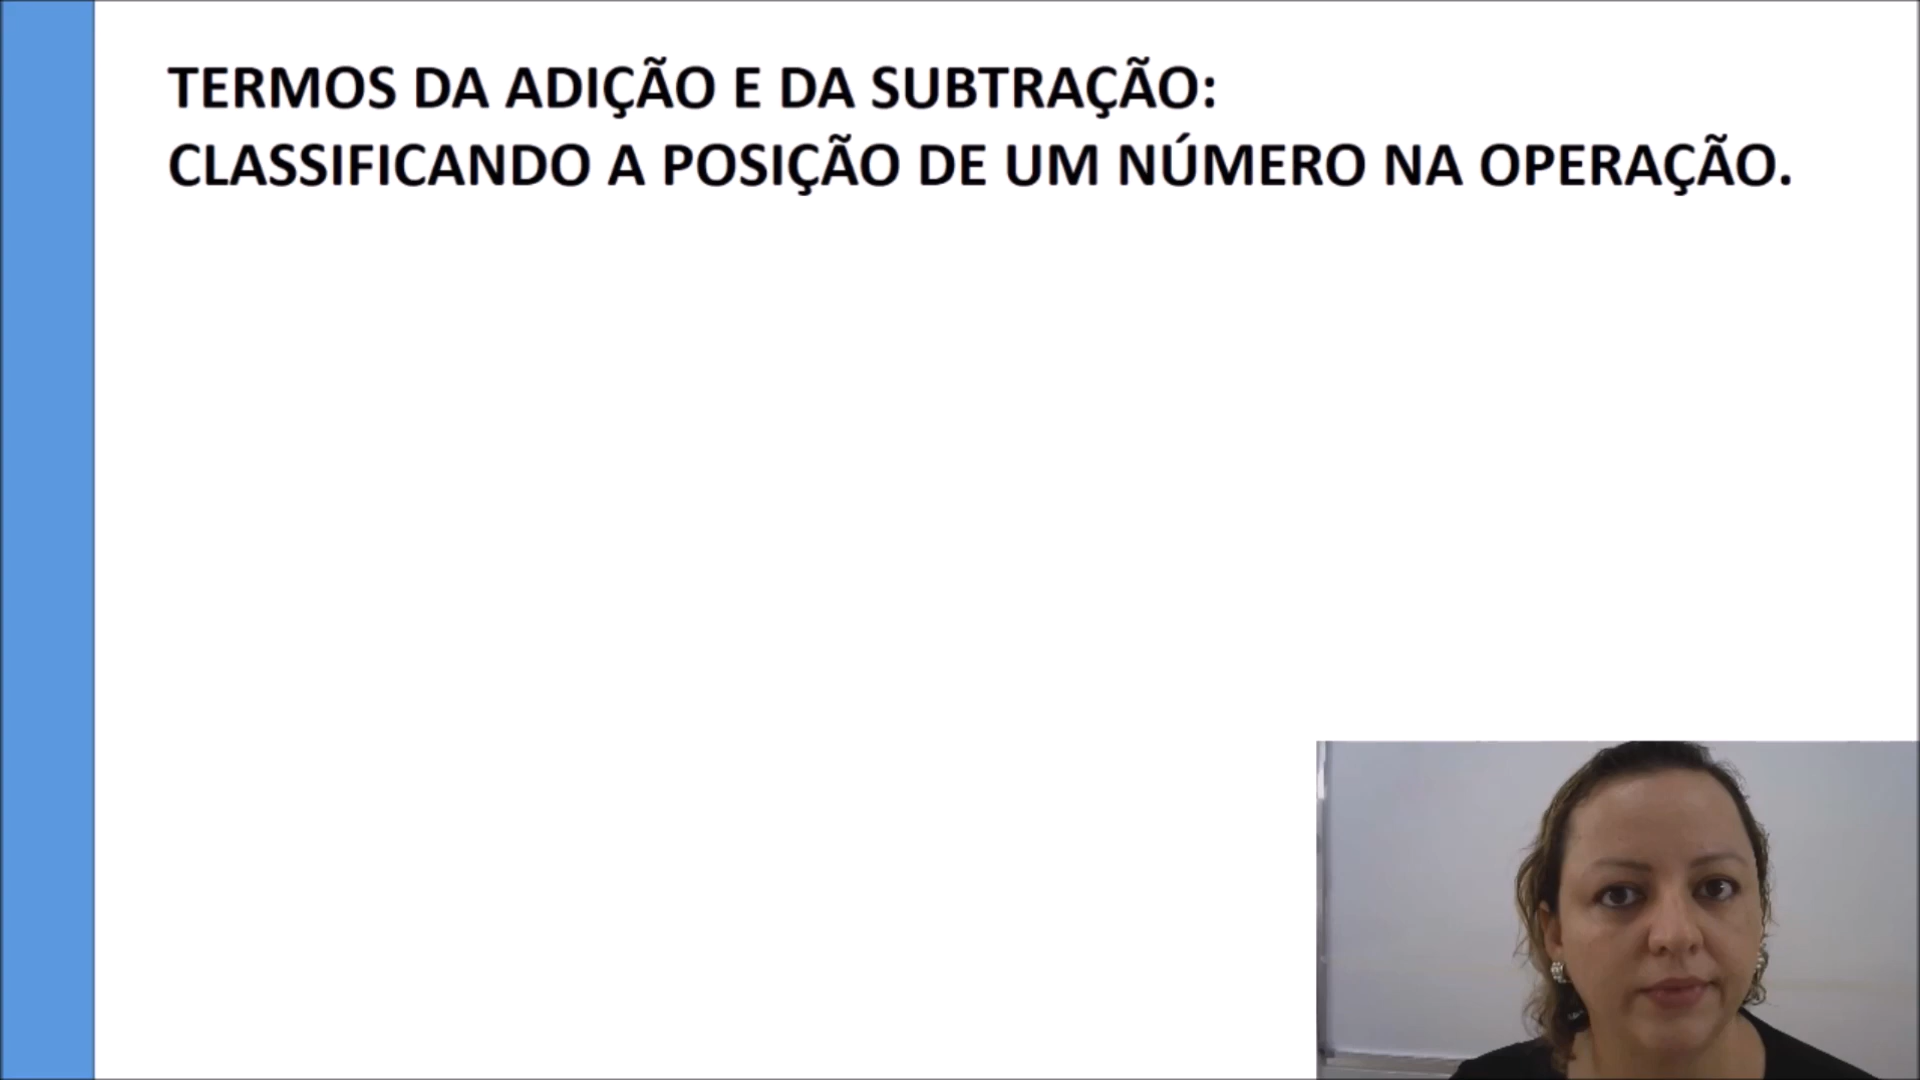 TERMOS DA ADIÇÃO E DA SUBTRAÇÃO:
CLASSIFICANDO A POSIÇÃO DE UM NÚMERO NA OPERAÇÃO.